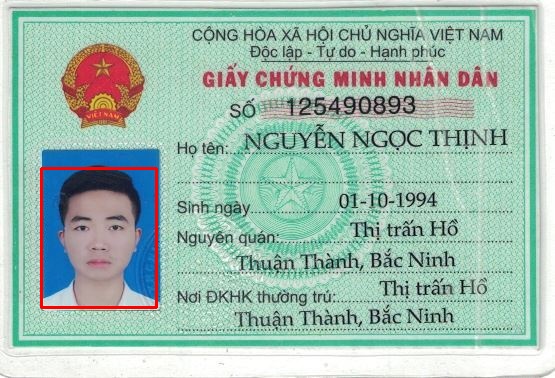 CỘNG HÒA XÃ HỘI CHỦ NGHĨA VIỆT NAM
Độc lập - Tự do - Hạnh phúc
GIẤY CHỨNG MINH NHÂN DÂN
SỐ 125490893
Họ tên: NGUYỄN NGỌC THỊNH
Sinh ngày 01-10-1994
Nguyên quán: Thị trấn Hồ
Thuận Thành, Bắc Ninh
Nơi ĐKHK thường trú: Thị trấn Hồ
Thuận Thành, Bắc Ninh
VIỆT NAM